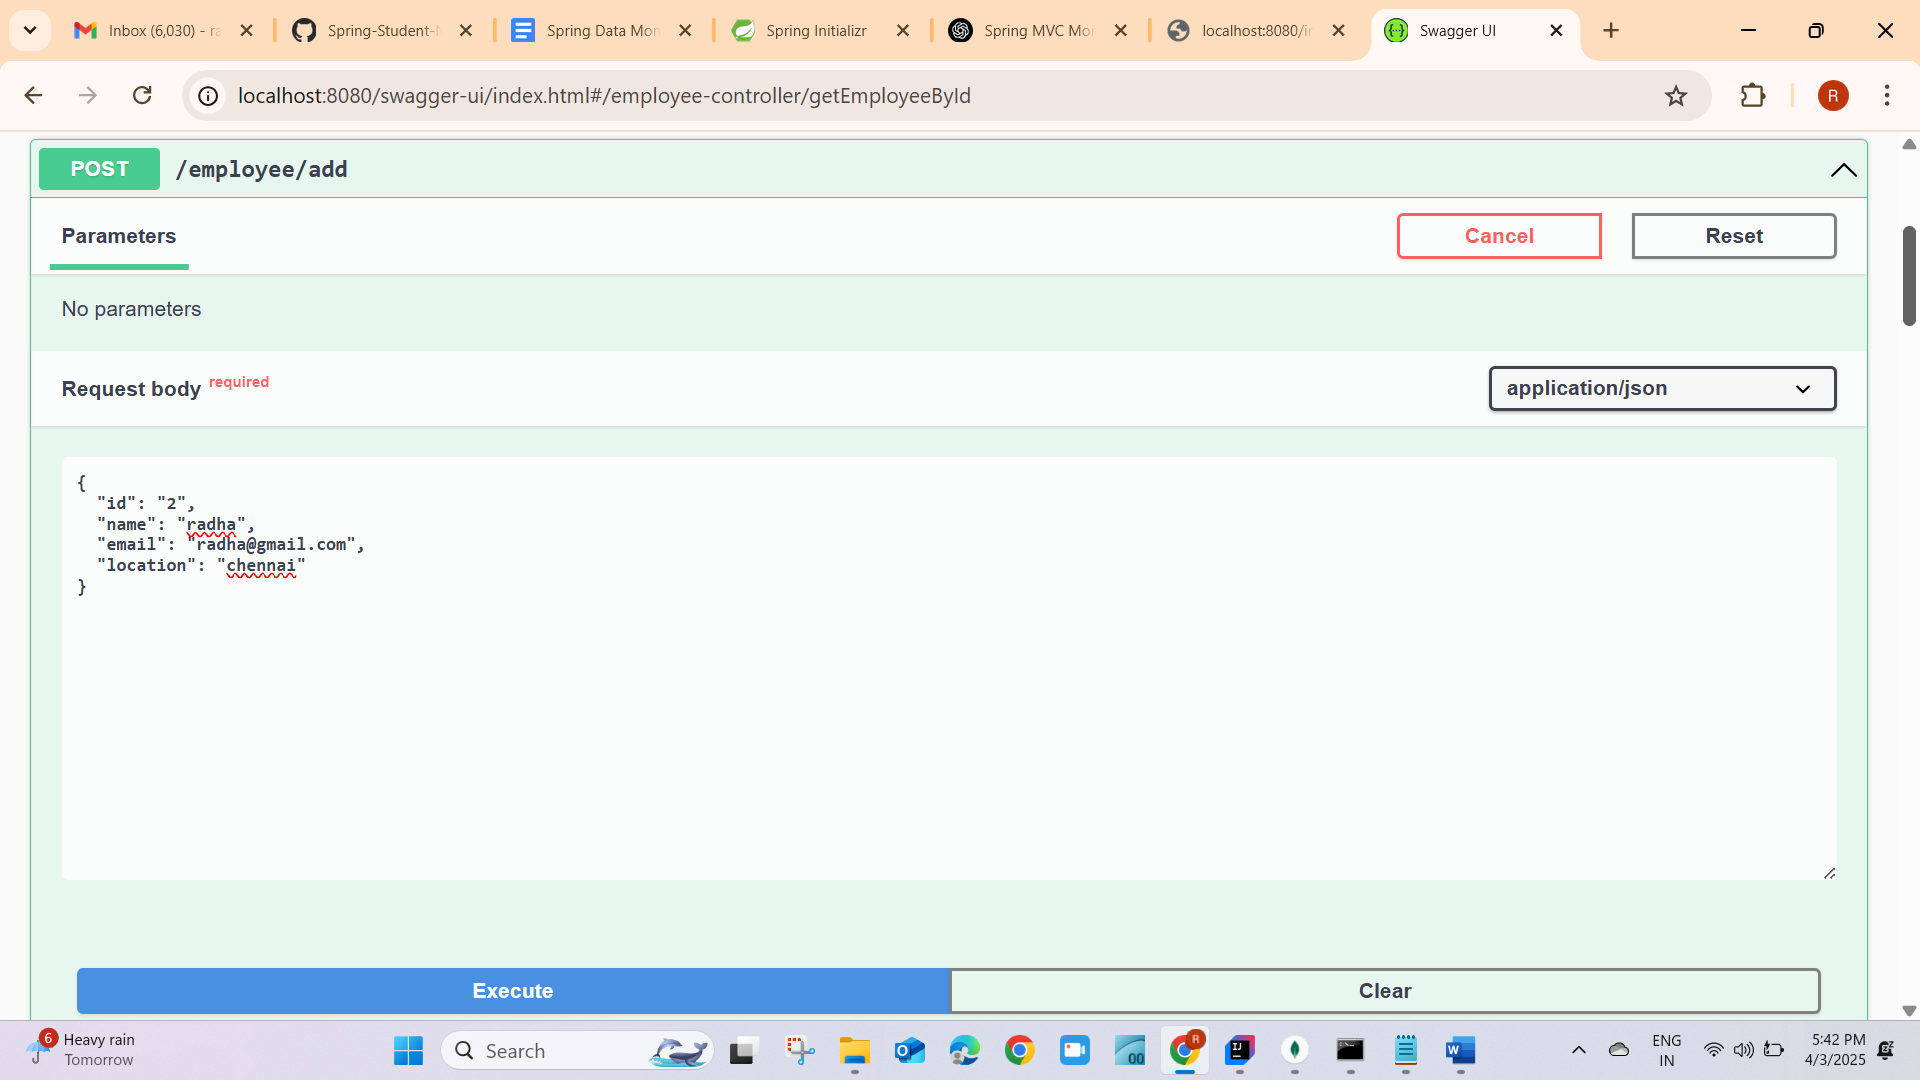 Inbox (6,030) - ra
Spring-Student-M
Spring Data Mon
Spring Initializr
Spring MVC Mon
localhost:8080/in
Swagger UI
localhost:8080/swagger-ui/index.html#/employee-controller/getEmployeeById
R
POST /employee/add
Parameters
Cancel
Reset
No parameters
Request body required
application/json
{
"id": "2",
"name": "radha",
"email": "radha@gmail.com",
"location": "chennai"
}
Execute
Clear
6
Heavy rain
Tomorrow
Search
ENG
IN
5:42 PM
4/3/2025